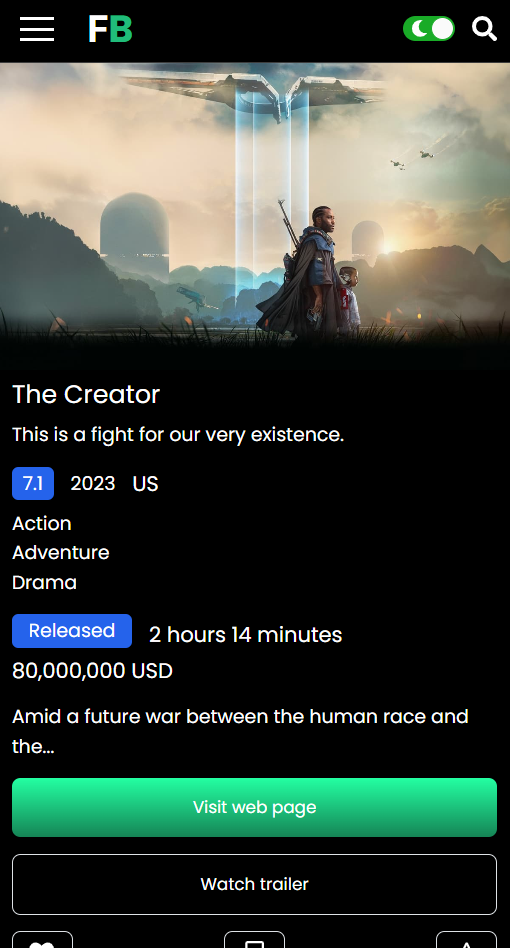 FB
The Creator
This is a fight for our very existence.
7.1 2023 US
Action
Adventure
Drama
Released 2 hours 14 minutes
80,000,000 USD
Amid a future war between the human race and
the...
Visit web page
Watch trailer